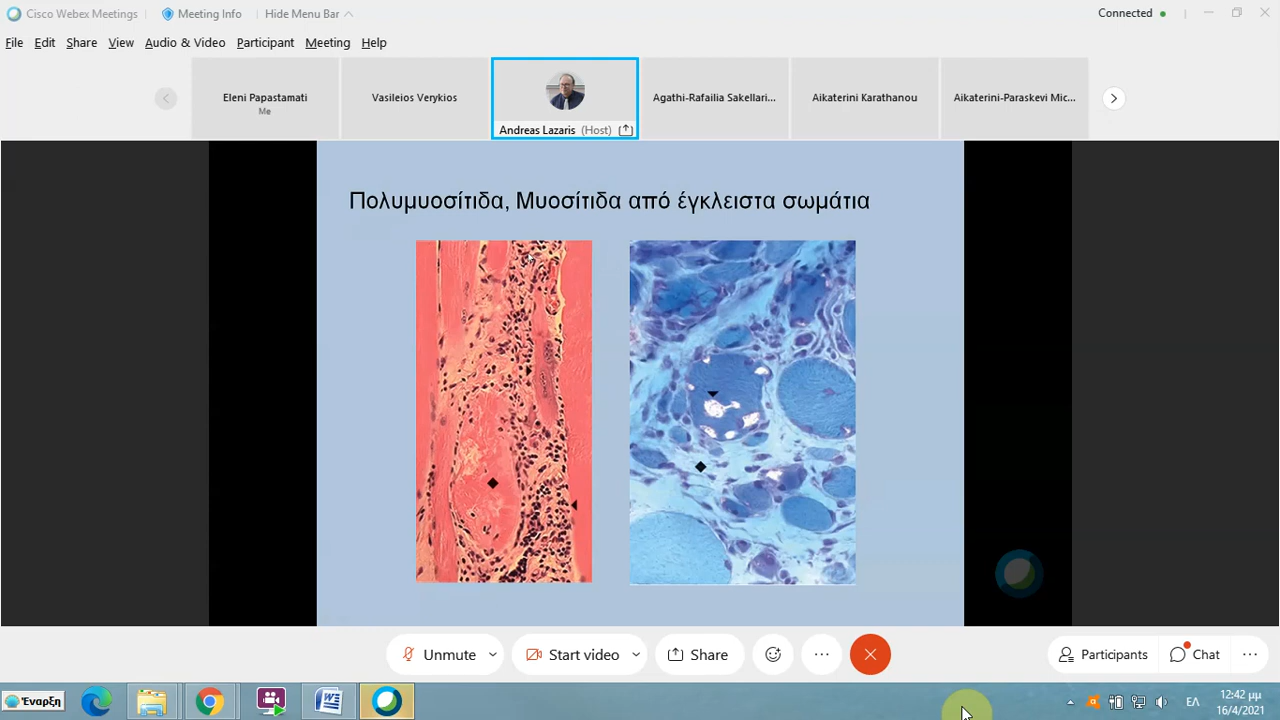 Cisco Webex Meetings
Meeting Info
Hide Menu Bar
Connected
File Edit Share View Audio & Video Participant Meeting Help
Eleni Papastamati
Me
Vasileios Verykios
Andreas Lazaris (Host)
Agathi-Rafailia Sakellari...
Aikaterini Karathanou
Aikaterini-Paraskevi Mic...
Πολυμυοσίτιδα, Μυοσίτιδα από έγκλειστα σωμάτια
Unmute
Start video
Share
Participants
Chat
Έναρξη
ΕΛ
12:42 μμ
16/4/2021